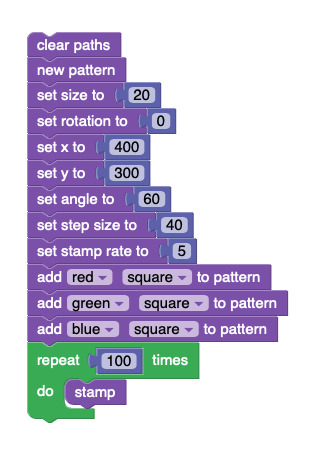 clear paths
new pattern
set size to 20
set rotation to 0
set x to 400
set y to 300
set angle to 60
set step size to 40
set stamp rate to 5
add red square to pattern
add green square to pattern
add blue square to pattern
repeat 100 times
do stamp